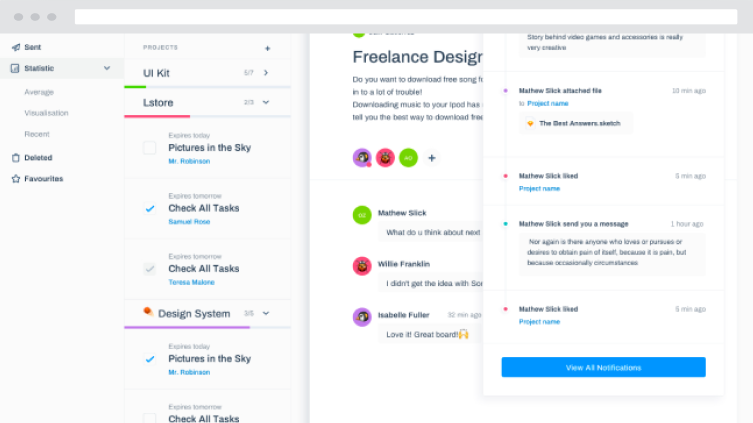 Sent
Statistic
Average
Visualisation
Recent
Deleted
Favourites
PROJECTS +
UI Kit 5/7
Lstore 2/3
Expires today
Pictures in the Sky
Mr. Robinson
Expires tomorrow
Check All Tasks
Samuel Rose
Expires tomorrow
Check All Tasks
Teresa Malone
Design System 3/5
Expires today
Pictures in the Sky
Mr. Robinson
Expires tomorrow
Check All Tasks
Freelance Design
Do you want to download free song f
in to a lot of trouble!
Downloading music to your Ipod has
tell you the best way to download free
+
Mathew Slick
What do u think about next
Willie Franklin
I didn't get the idea with Sor
Isabelle Fuller 32 min ago
Love it! Great board!🙌
Story behind video games and accessories is really
very creative
Mathew Slick attached file 10 min ago
to Project name
The Best Answers.sketch
Mathew Slick liked 5 min ago
Project name
Mathew Slick send you a message 1 hour ago
Nor again is there anyone who loves or pursues or
desires to obtain pain of itself, because it is pain, but
because occasionally circumstances
Mathew Slick liked 5 min ago
Project name
View All Notifications